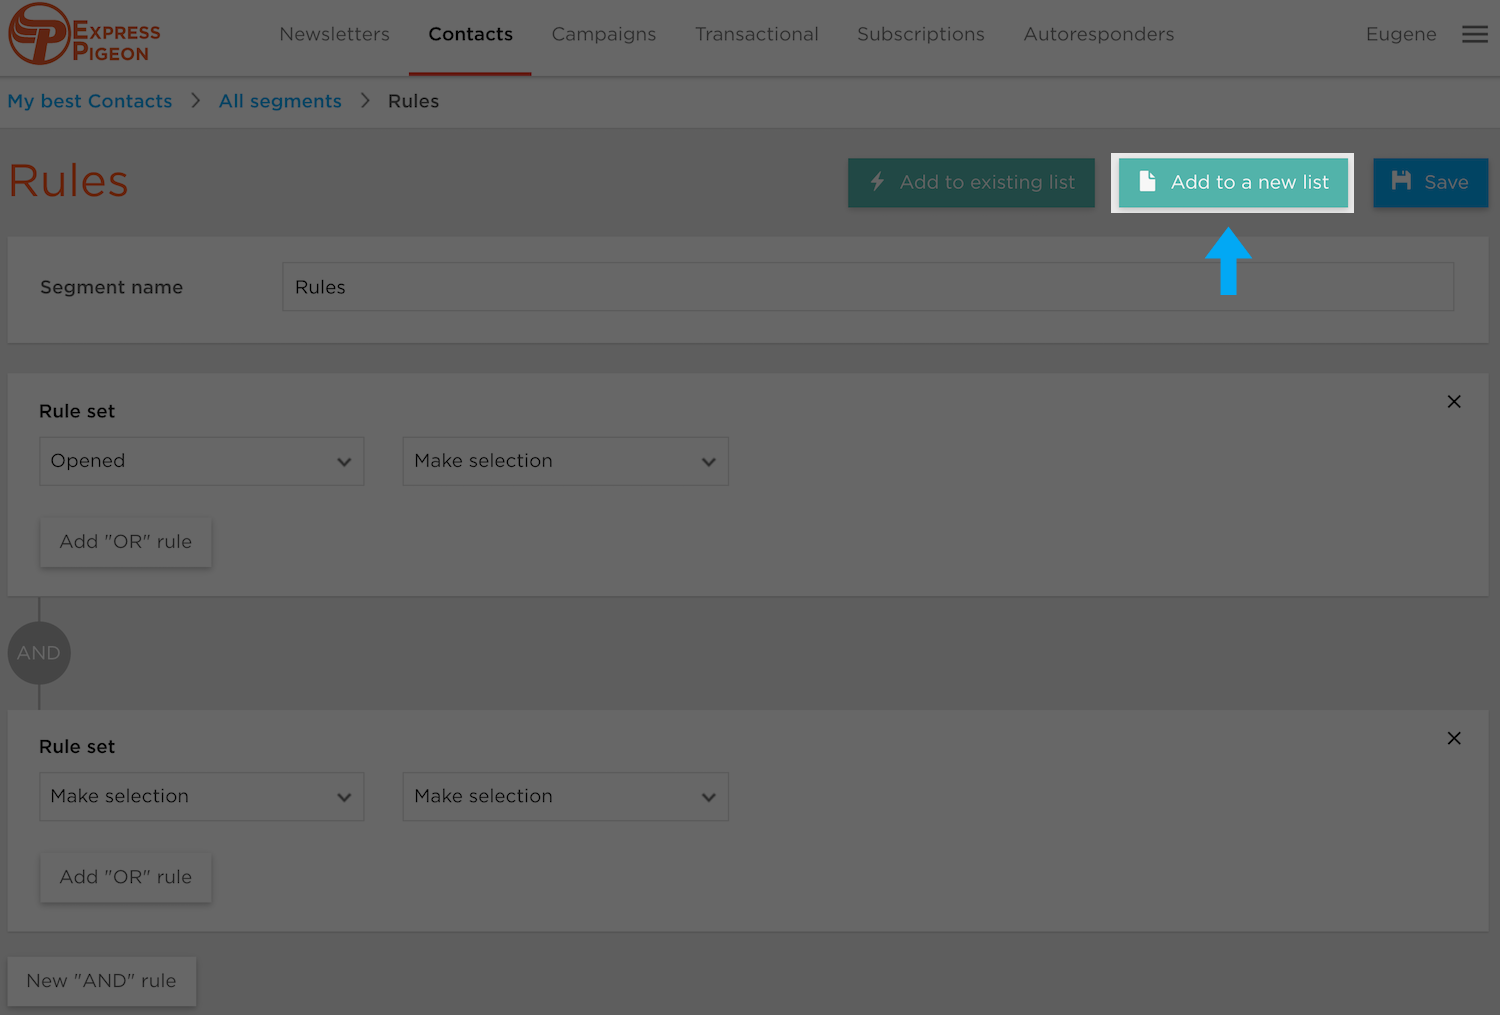 EXPRESS
PIGEON
Newsletters
Contacts
Campaigns
Transactional
Subscriptions
Autoresponders
Eugene
My best Contacts
All segments
Rules
Rules
Add to existing list
Add to a new list
Save
Segment name
Rules
Rule set
Opened
Make selection
Add "OR" rule
AND
Rule set
Make selection
Make selection
Add "OR" rule
New "AND" rule